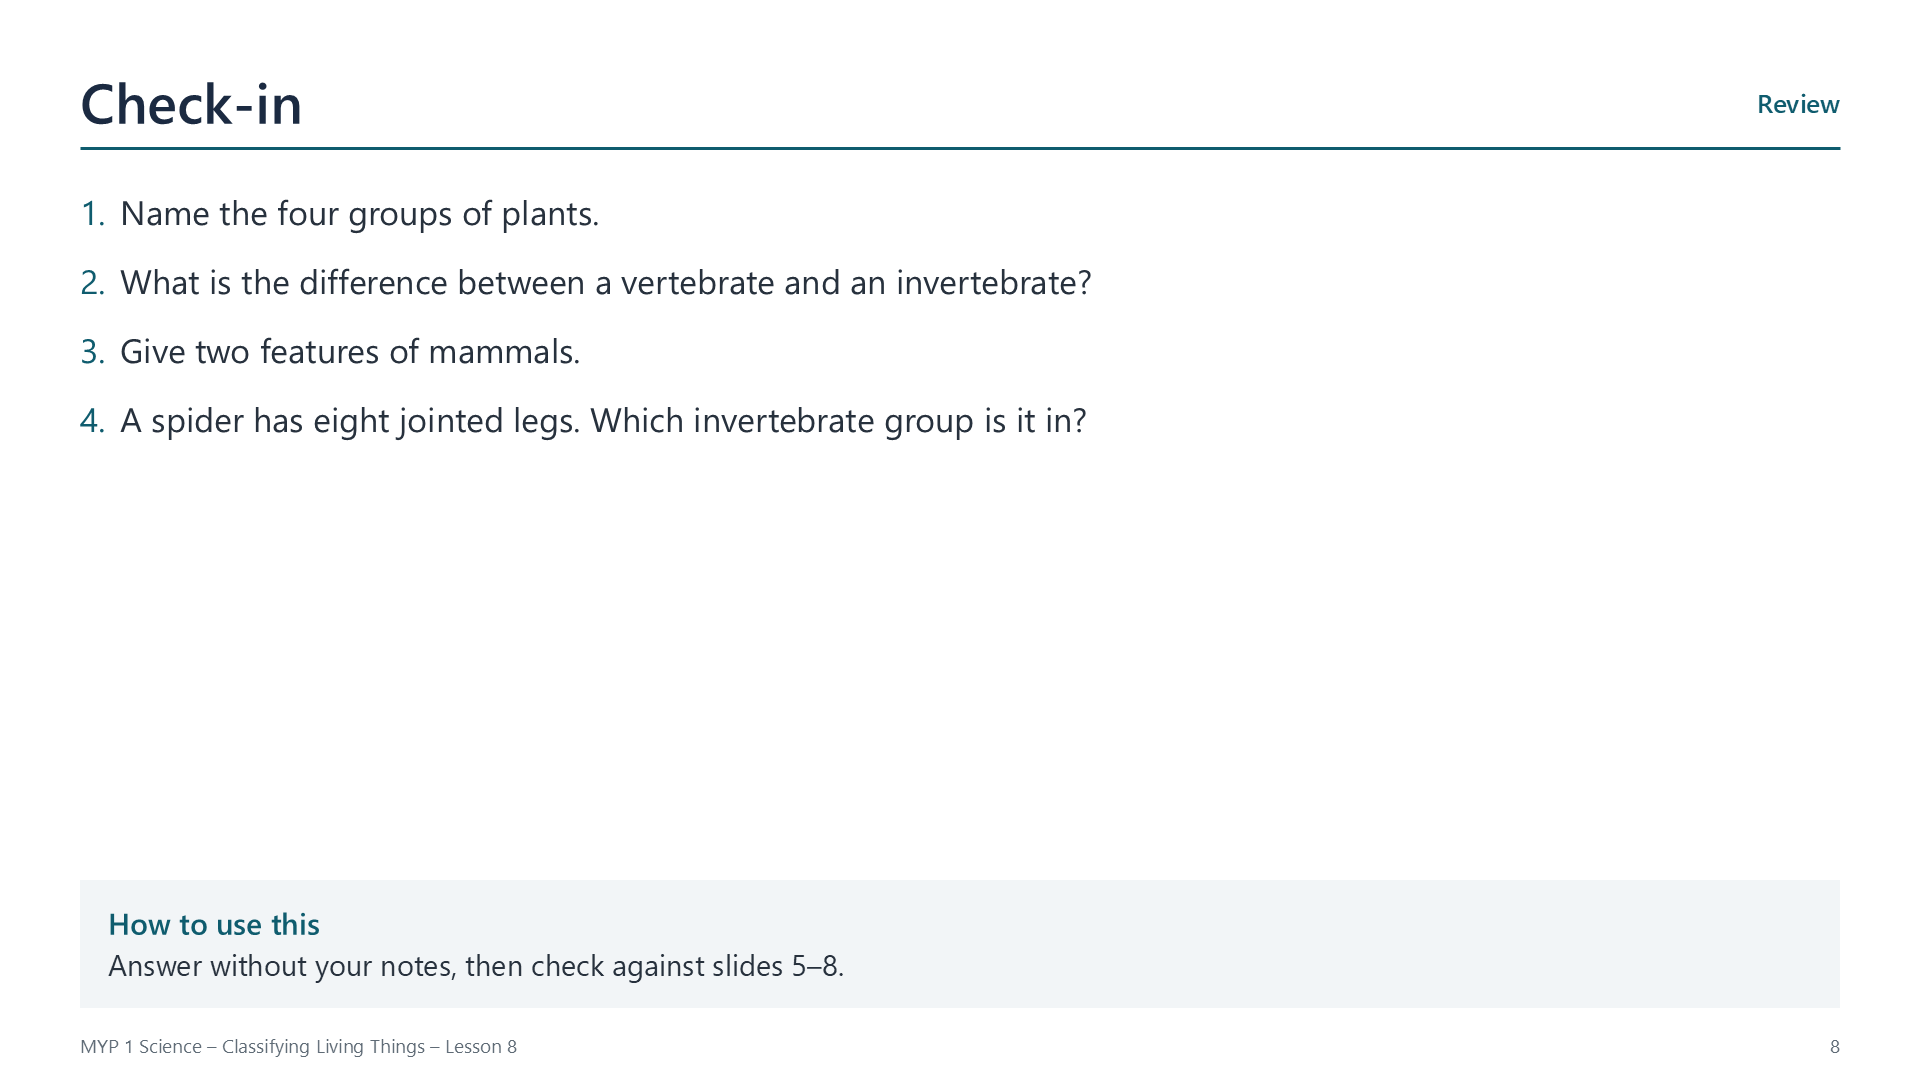 Check-in
Review
1. Name the four groups of plants.
2. What is the difference between a vertebrate and an invertebrate?
3. Give two features of mammals.
4. A spider has eight jointed legs. Which invertebrate group is it in?
How to use this
Answer without your notes, then check against slides 5–8.
MYP 1 Science – Classifying Living Things – Lesson 8
8